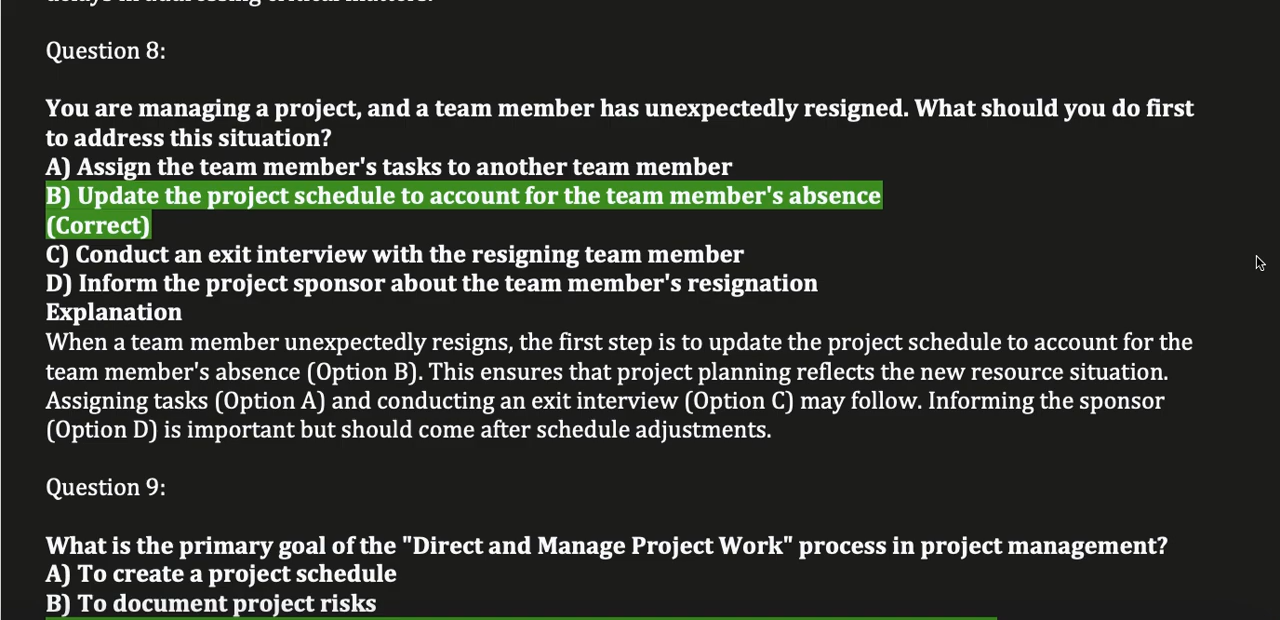 delays in addressing critical matters.
Question 8:
You are managing a project, and a team member has unexpectedly resigned. What should you do first
to address this situation?
A) Assign the team member's tasks to another team member
B) Update the project schedule to account for the team member's absence
(Correct)
C) Conduct an exit interview with the resigning team member
D) Inform the project sponsor about the team member's resignation
Explanation
When a team member unexpectedly resigns, the first step is to update the project schedule to account for the
team member's absence (Option B). This ensures that project planning reflects the new resource situation.
Assigning tasks (Option A) and conducting an exit interview (Option C) may follow. Informing the sponsor
(Option D) is important but should come after schedule adjustments.
Question 9:
What is the primary goal of the "Direct and Manage Project Work" process in project management?
A) To create a project schedule
B) To document project risks